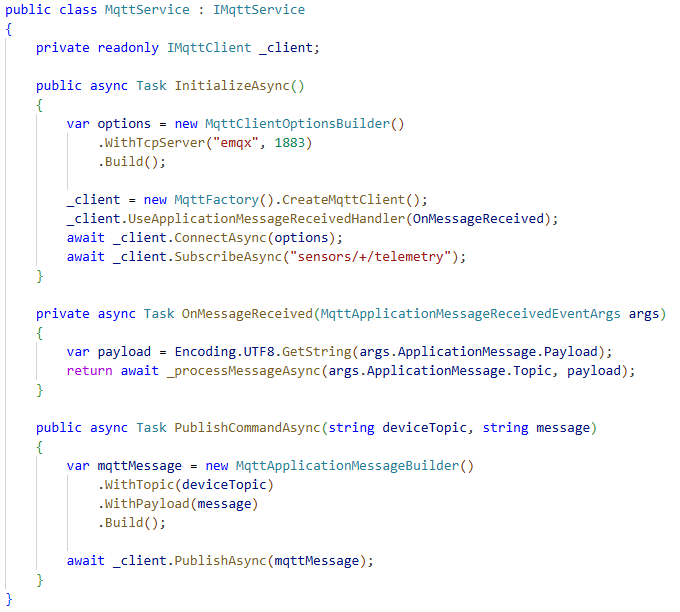 public class MqttService : IMqttService
{
    private readonly IMqttClient _client;

    public async Task InitializeAsync()
    {
        var options = new MqttClientOptionsBuilder()
            .WithTcpServer("emqx", 1883)
            .Build();

        _client = new MqttFactory().CreateMqttClient();
        _client.UseApplicationMessageReceivedHandler(OnMessageReceived);
        await _client.ConnectAsync(options);
        await _client.SubscribeAsync("sensors/+/telemetry");
    }

    private async Task OnMessageReceived(MqttApplicationMessageReceivedEventArgs args)
    {
        var payload = Encoding.UTF8.GetString(args.ApplicationMessage.Payload);
        return await _processMessageAsync(args.ApplicationMessage.Topic, payload);
    }

    public async Task PublishCommandAsync(string deviceTopic, string message)
    {
        var mqttMessage = new MqttApplicationMessageBuilder()
            .WithTopic(deviceTopic)
            .WithPayload(message)
            .Build();

        await _client.PublishAsync(mqttMessage);
    }
}